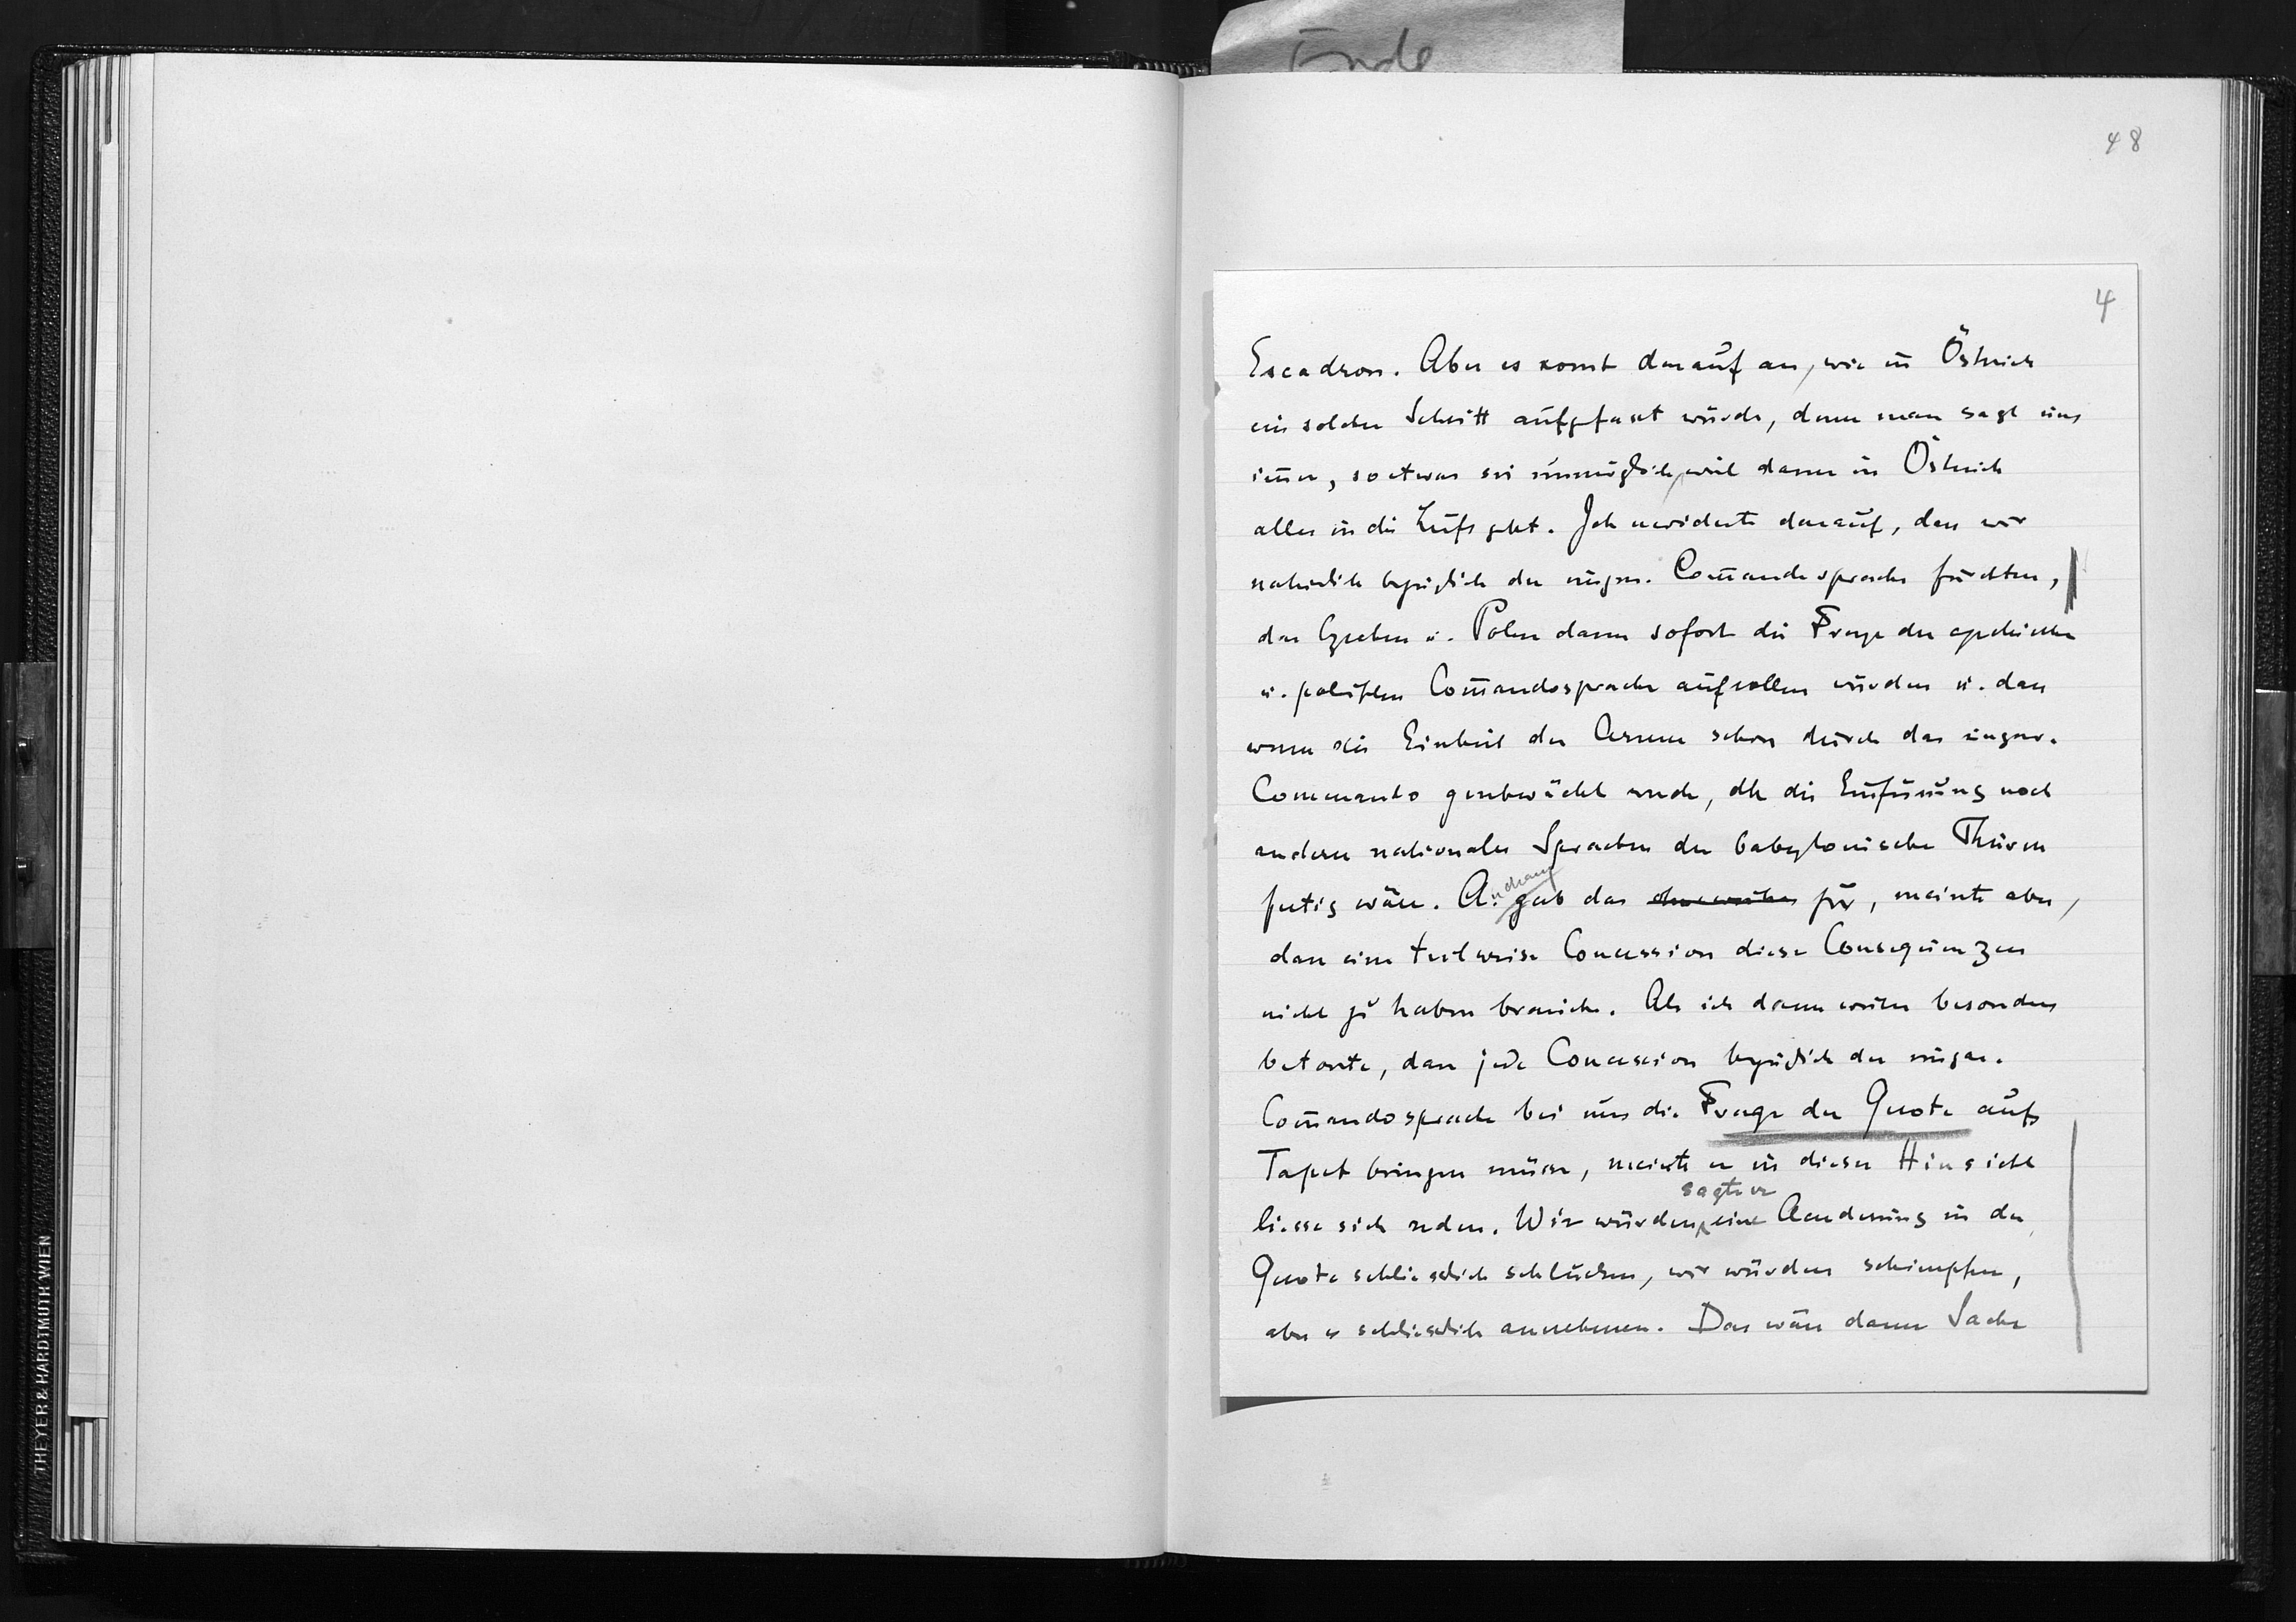 Ende
48
4
Escadron. Aber es komt darauf an, wie in Östreich
ein solcher Schritt aufgefasst würde, denn man sagt uns
imer, so etwas sei unmöglich, weil dann in Östreich
alles in die Luft geht. Ich erwiderte darauf, dass wir
natürlich bezüglich der ungar. Comandosprache fürchten,
dass Czechen u. Polen dann sofort die Frage der czechischen
u. polnischen Comandosprache aufrollen würden u. dass
wenn die Einheit der Armee schon durch das ungar.
Commando geschwächt werde, durch die Einfürung noch
anderer nationaler Sprachen der babylonische Thurm
fertig wäre. A. gab das zu, meinte aber,
dass eine teilweise Concession diese Consequenzen
nicht zu haben brauche. Als ich dann weiter besonders
betonte, dass jede Concession bezüglich der ungar.
Comandosprache bei uns die Frage der Quote aufs
Tapet bringen müsse, meinte er in dieser Hinsicht
sagte er
liesse sich reden. Wir würden eine Aenderung in der
Quote schliesslich schlucken, wir würden schimpfen,
aber es schliesslich annehmen. Das wäre dann Sache
THEYER & HARDTMUTH WIEN